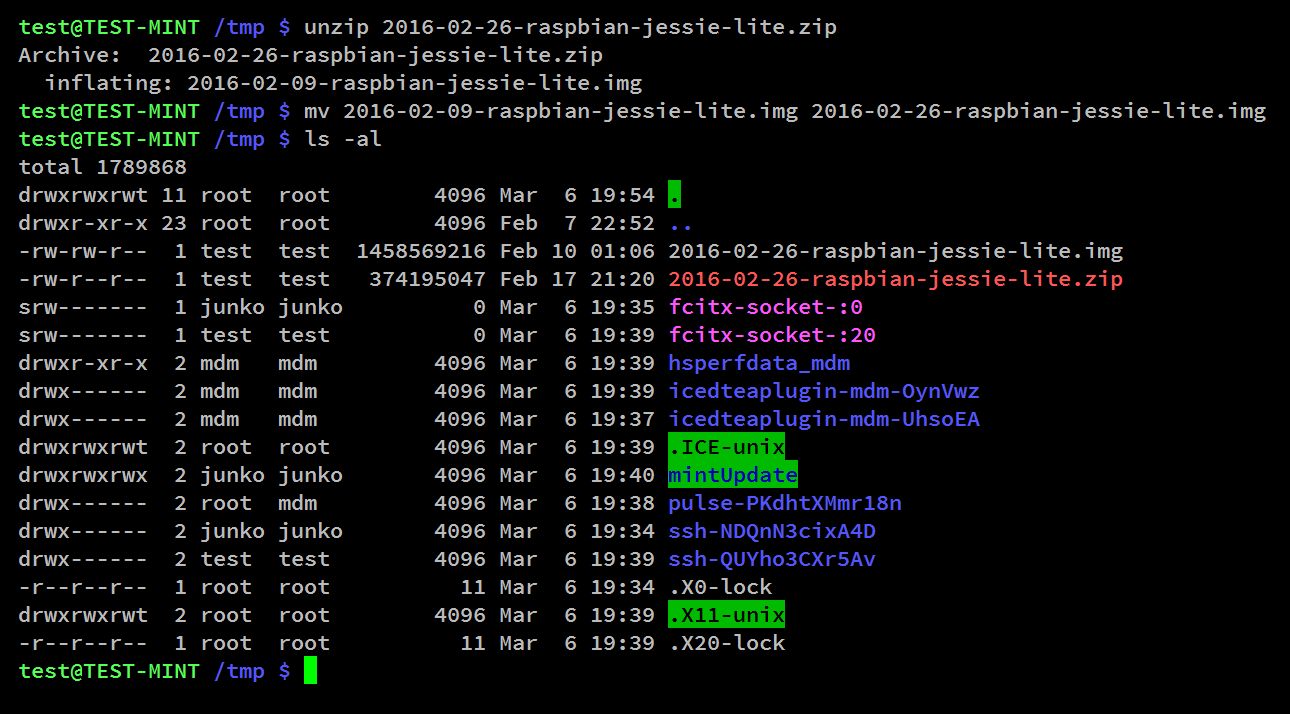 test@TEST-MINT /tmp $ unzip 2016-02-26-raspbian-jessie-lite.zip
Archive:  2016-02-26-raspbian-jessie-lite.zip
  inflating: 2016-02-09-raspbian-jessie-lite.img
test@TEST-MINT /tmp $ mv 2016-02-09-raspbian-jessie-lite.img 2016-02-26-raspbian-jessie-lite.img
test@TEST-MINT /tmp $ ls -al
total 1789868
drwxrwxrwt 11 root  root        4096 Mar  6 19:54 .
drwxr-xr-x 23 root  root        4096 Feb  7 22:52 ..
-rw-rw-r--  1 test  test  1458569216 Feb 10 01:06 2016-02-26-raspbian-jessie-lite.img
-rw-r--r--  1 test  test   374195047 Feb 17 21:20 2016-02-26-raspbian-jessie-lite.zip
srw-------  1 junko junko          0 Mar  6 19:35 fcitx-socket-:0
srw-------  1 test  test           0 Mar  6 19:39 fcitx-socket-:20
drwxr-xr-x  2 mdm   mdm         4096 Mar  6 19:39 hsperfdata_mdm
drwx------  2 mdm   mdm         4096 Mar  6 19:39 icedteaplugin-mdm-OynVwz
drwx------  2 mdm   mdm         4096 Mar  6 19:37 icedteaplugin-mdm-UhsoEA
drwxrwxrwt  2 root  root        4096 Mar  6 19:39 .ICE-unix
drwxrwxrwx  2 junko junko       4096 Mar  6 19:40 mintUpdate
drwx------  2 root  mdm         4096 Mar  6 19:38 pulse-PKdhtXMmr18n
drwx------  2 junko junko       4096 Mar  6 19:34 ssh-NDQnN3cixA4D
drwx------  2 test  test        4096 Mar  6 19:39 ssh-QUYho3CXr5Av
-r--r--r--  1 root  root          11 Mar  6 19:34 .X0-lock
drwxrwxrwt  2 root  root        4096 Mar  6 19:39 .X11-unix
-r--r--r--  1 root  root          11 Mar  6 19:39 .X20-lock
test@TEST-MINT /tmp $